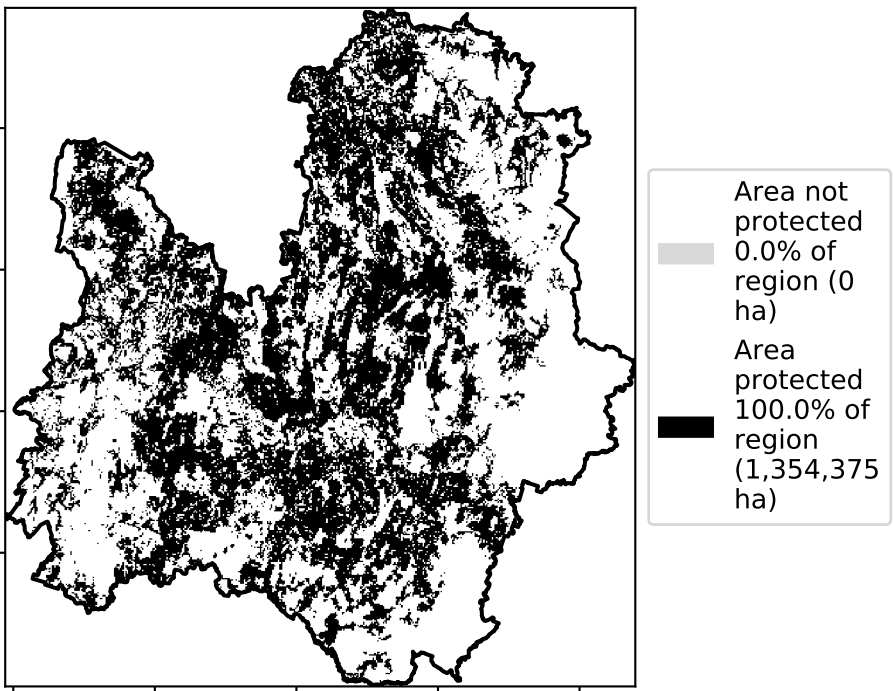 Area not
protected
0.0% of
region (0
ha)
Area
protected
100.0% of
region
(1,354,375
ha)